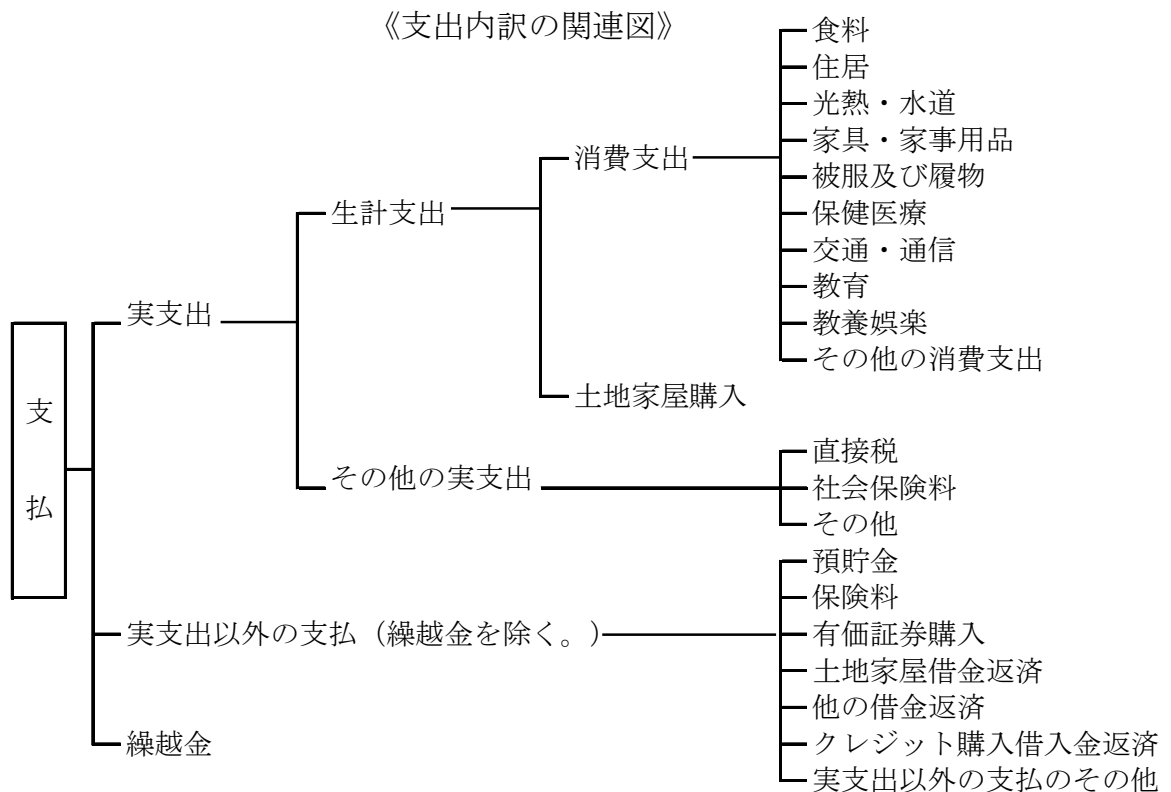 《支出内訳の関連図》
食料
住居
光熱・水道
家具・家事用品
消費支出
被服及び履物
生計支出
保健医療
交通・通信
教育
実支出
教養娯楽
その他の消費支出
土地家屋購入
支
払
直接税
その他の実支出
社会保険料
その他
預貯金
保険料
実支出以外の支払（繰越金を除く。）
有価証券購入
土地家屋借金返済
他の借金返済
繰越金
クレジット購入借入金返済
実支出以外の支払のその他